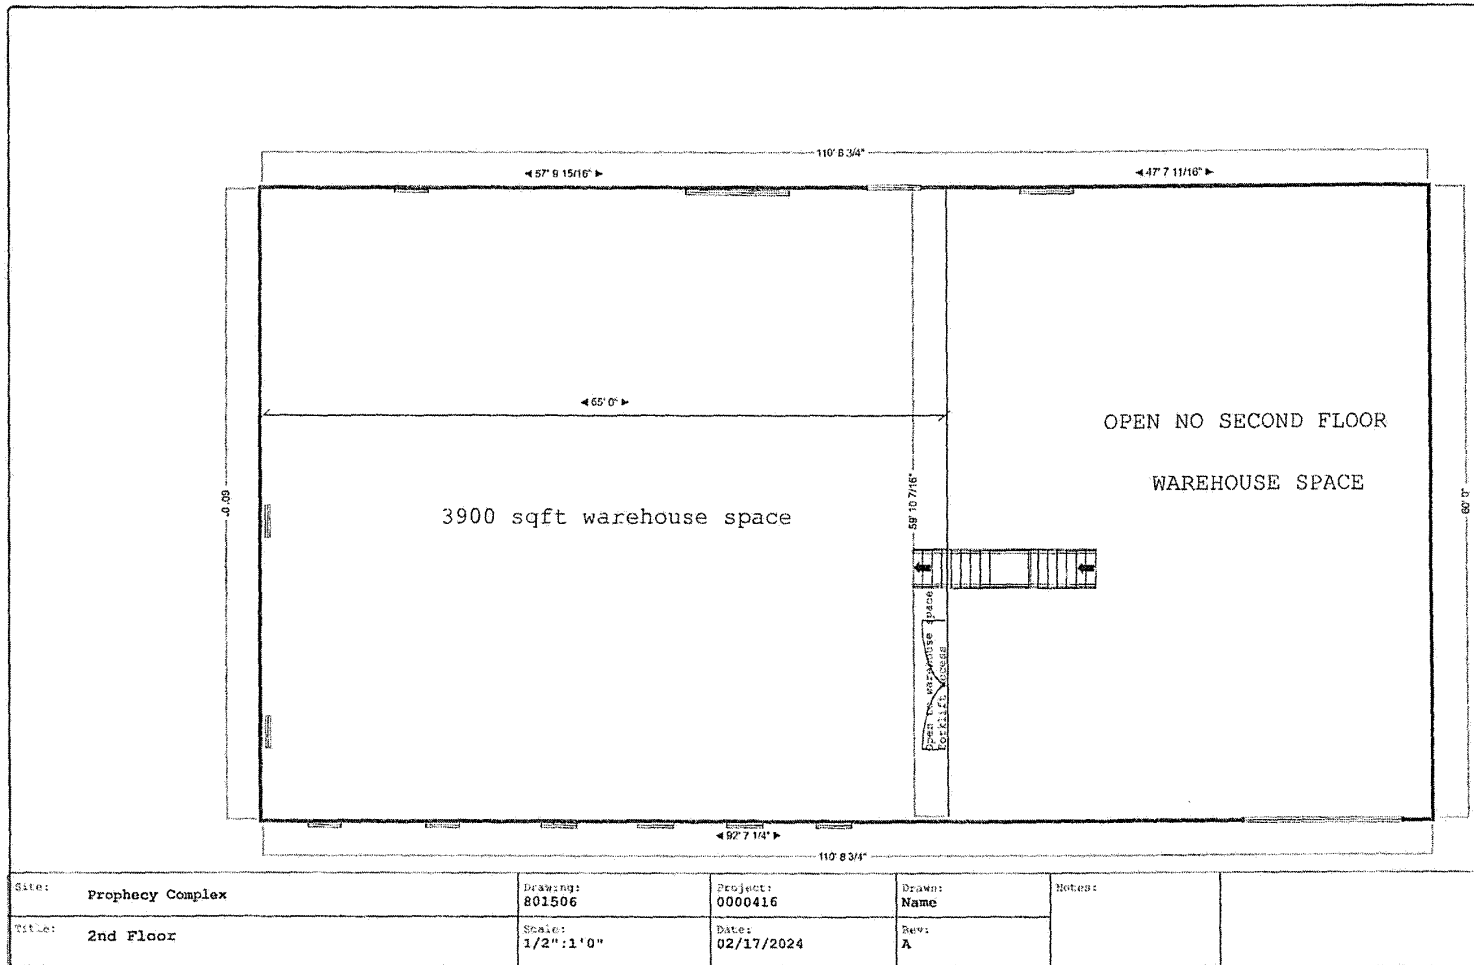 110' 8 3/4"
◄ 57' 9 15/16" ►
◄ 47' 7 11/16" ►
◄ 65' 0" ►
OPEN NO SECOND FLOOR
WAREHOUSE SPACE
60' 0"
3900 sqft warehouse space
59' 10 7/16"
60' 0"
Open to warehouse space
Forklift access
◄ 92' 7 1/4" ►
110' 8 3/4"
Site: Prophecy Complex
Drawing: 801506
Project: 0000416
Drawn: Name
Notes:
Title: 2nd Floor
Scale: 1/2":1'0"
Date: 02/17/2024
Rev: A